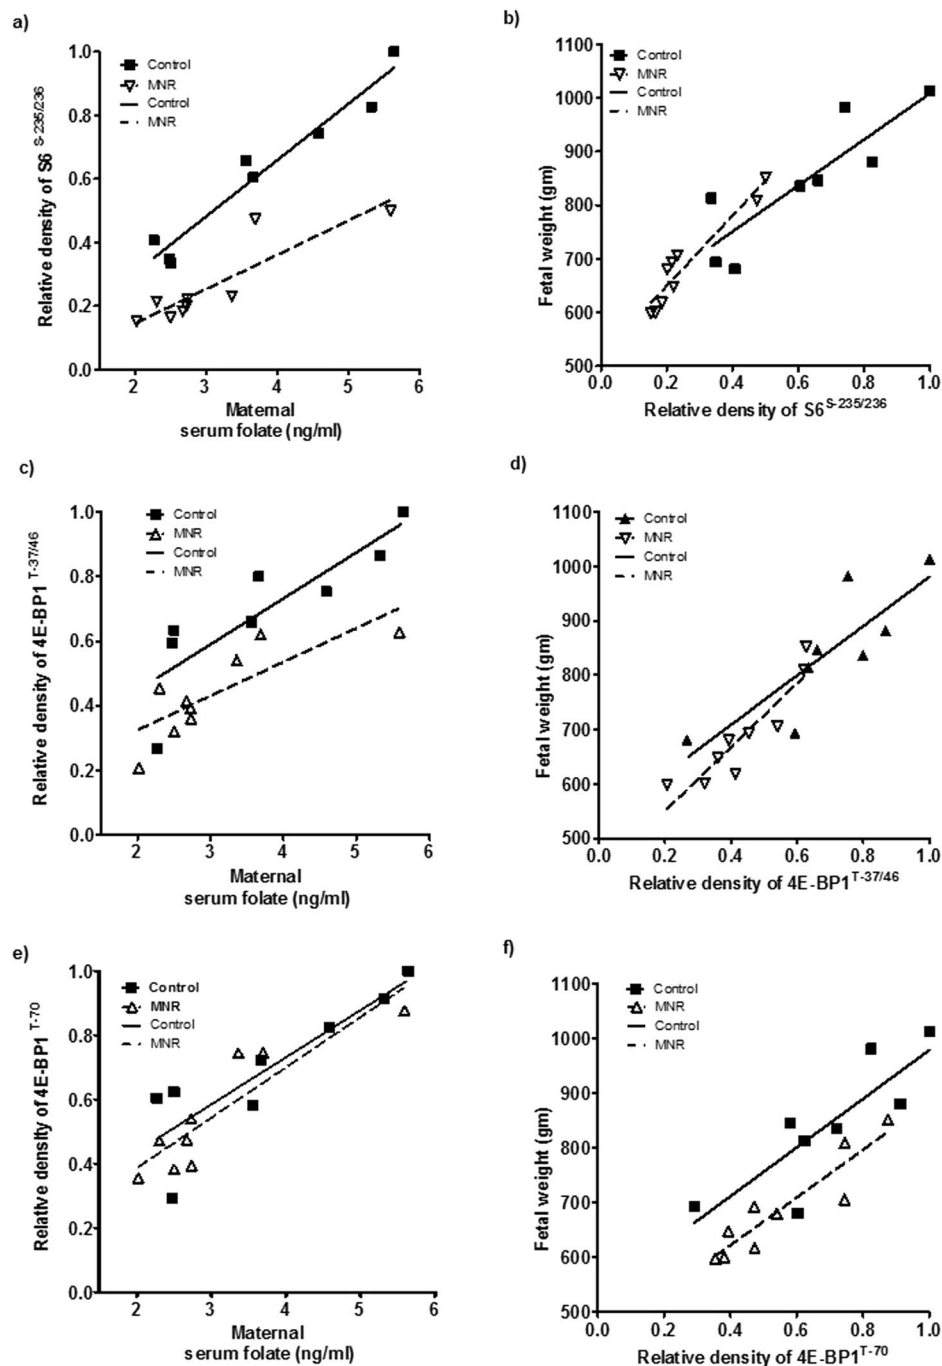 a)
Control
MNR
Control
MNR
Relative density of S6 S-235/236
1.0
0.8
0.6
0.4
0.2
0.0
2 3 4 5 6
Maternal
serum folate (ng/ml)
b)
Control
MNR
Control
MNR
Fetal weight (gm)
1100
1000
900
800
700
600
500
0.0 0.2 0.4 0.6 0.8 1.0
Relative density of S6S-235/236
c)
Control
MNR
Control
MNR
Relative density of 4E-BP1 T-37/46
1.0
0.8
0.6
0.4
0.2
0.0
2 3 4 5 6
Maternal
serum folate (ng/ml)
d)
Control
MNR
Control
MNR
Fetal weight (gm)
1100
1000
900
800
700
600
500
0.0 0.2 0.4 0.6 0.8 1.0
Relative density of 4E-BP1T-37/46
e)
Control
MNR
Control
MNR
Relative density of 4E-BP1 T-70
1.0
0.8
0.6
0.4
0.2
0.0
2 3 4 5 6
Maternal
serum folate (ng/ml)
f)
Control
MNR
Control
MNR
Fetal weight (gm)
1100
1000
900
800
700
600
500
0.0 0.2 0.4 0.6 0.8 1.0
Relative density of 4E-BP1T-70